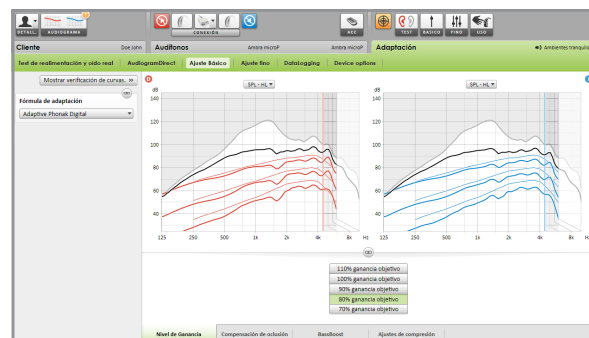 DETALL.
AUDIOGRAMA
CONEXIÓN
ACC
TEST
BASICO
FINO
USO
Cliente
Doe John
Audífonos
Ambra microP
Ambra microP
Adaptación
Ambientes tranquilo
Test de realimentación y oído real
AudiogramDirect
Ajuste Básico
Ajuste fino
DataLogging
Device options
Mostrar verificación de curvas. »
Fórmula de adaptación
Adaptive Phonak Digital
SPL - HL
SPL - HL
dB
140
120
100
80
60
40
125
250
500
1k
2k
4k
8k
Hz
dB
140
120
100
80
60
40
125
250
500
1k
2k
4k
8k
Hz
110% ganancia objetivo
100% ganancia objetivo
90% ganancia objetivo
80% ganancia objetivo
70% ganancia objetivo
Nivel de Ganancia
Compensación de oclusión
BassBoost
Ajustes de compresión